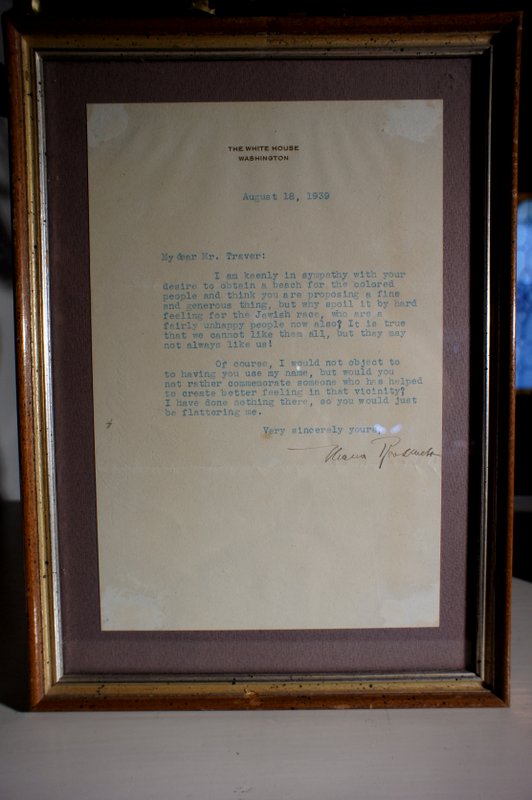 THE WHITE HOUSE
WASHINGTON
August 18, 1939
My dear Mr. Traver:
I am keenly in sympathy with your
desire to obtain a beach for the colored
people and think you are proposing a fine
and generous thing, but why spoil it by hard
feeling for the Jewish race, who are a
fairly unhappy people now also? It is true
that we cannot like them all, but they may
not always like us!
Of course, I would not object to
to having you use my name, but would you
not rather commemorate someone who has helped
to create better feeling in that vicinity?
I have done nothing there, so you would just
be flattering me.
Very sincerely yours,
Eleanor Roosevelt